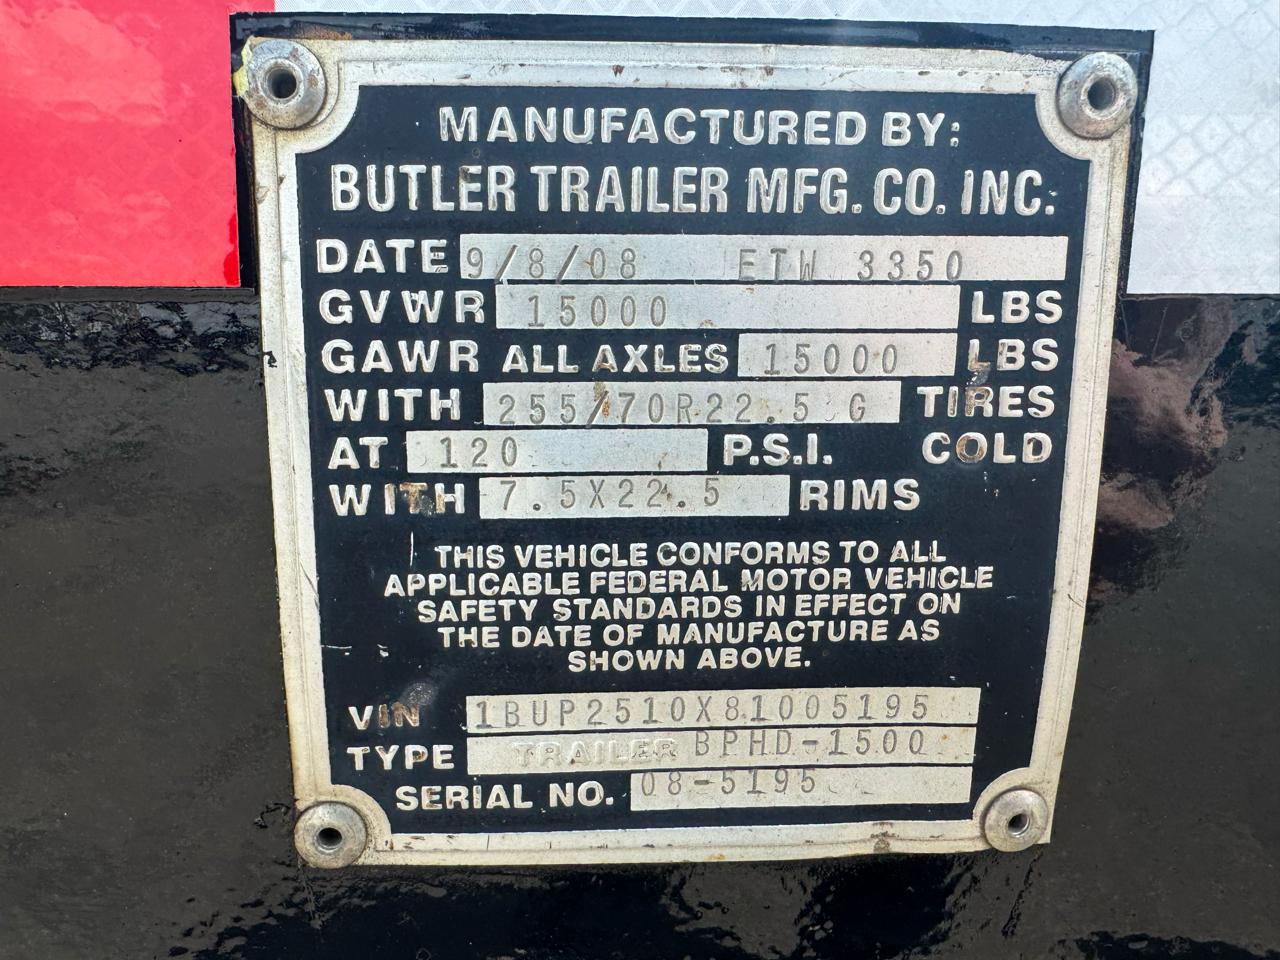 MANUFACTURED BY:
BUTLER TRAILER MFG. CO. INC.
DATE 9/8/08 ETW 3350
GVWR 15000 LBS
GAWR ALL AXLES 15000 LBS
WITH 255/70R22.5 G TIRES
AT 120 P.S.I. COLD
WITH 7.5X22.5 RIMS
THIS VEHICLE CONFORMS TO ALL
APPLICABLE FEDERAL MOTOR VEHICLE
SAFETY STANDARDS IN EFFECT ON
THE DATE OF MANUFACTURE AS
SHOWN ABOVE.
VIN 1BUP2510X81005195
TYPE TRAILER BPHD-1500
SERIAL NO. 08-5195